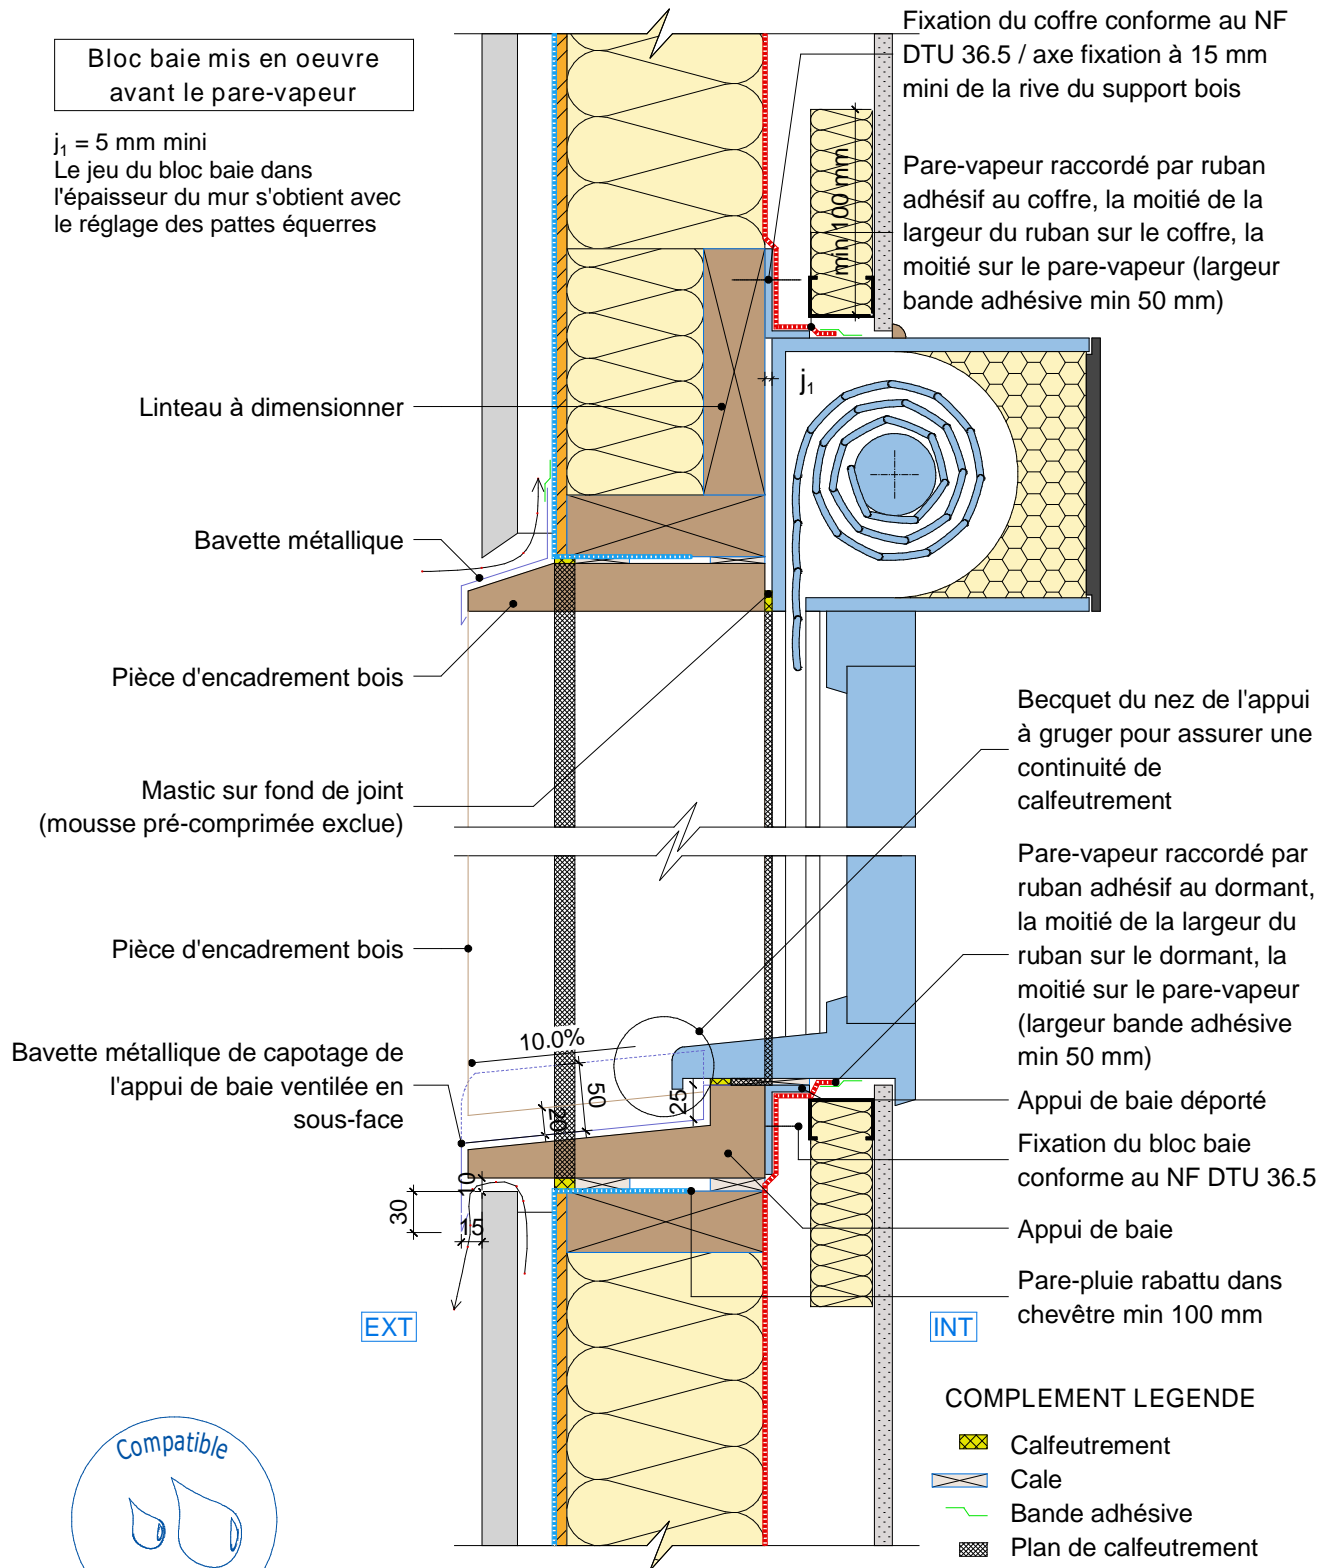 Bloc baie mis en oeuvre
avant le pare-vapeur
j1 = 5 mm mini
Le jeu du bloc baie dans
l'épaisseur du mur s'obtient avec
le réglage des pattes équerres
Fixation du coffre conforme au NF
DTU 36.5 / axe fixation à 15 mm
mini de la rive du support bois
Pare-vapeur raccordé par ruban
adhésif au coffre, la moitié de la
largeur du ruban sur le coffre, la
moitié sur le pare-vapeur (largeur
bande adhésive min 50 mm)
min 100 mm
j1
Linteau à dimensionner
Bavette métallique
Pièce d'encadrement bois
Mastic sur fond de joint
(mousse pré-comprimée exclue)
Becquet du nez de l'appui
à gruger pour assurer une
continuité de
calfeutrement
Pièce d'encadrement bois
Pare-vapeur raccordé par
ruban adhésif au dormant,
la moitié de la largeur du
ruban sur le dormant, la
moitié sur le pare-vapeur
(largeur bande adhésive
min 50 mm)
Bavette métallique de capotage de
l'appui de baie ventilée en
sous-face
10.0%
50
20
25
10
30
15
Appui de baie déporté
Fixation du bloc baie
conforme au NF DTU 36.5
Appui de baie
Pare-pluie rabattu dans
chevêtre min 100 mm
EXT
INT
COMPLEMENT LEGENDE
Calfeutrement
Cale
Bande adhésive
Plan de calfeutrement
Compatible